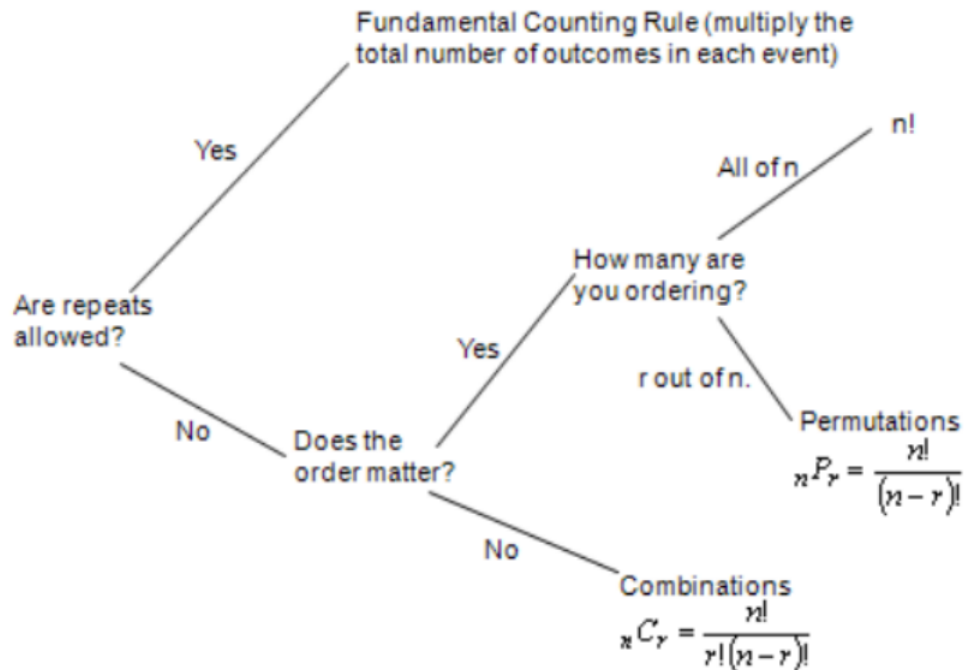 Fundamental Counting Rule (multiply the
total number of outcomes in each event)
Yes
n!
All of n
How many are
you ordering?
Are repeats
allowed?
Yes
r out of n.
No
Does the
order matter?
Permutations
nPr = n!/(n − r)!
No
Combinations
nCr = n!/r!(n − r)!